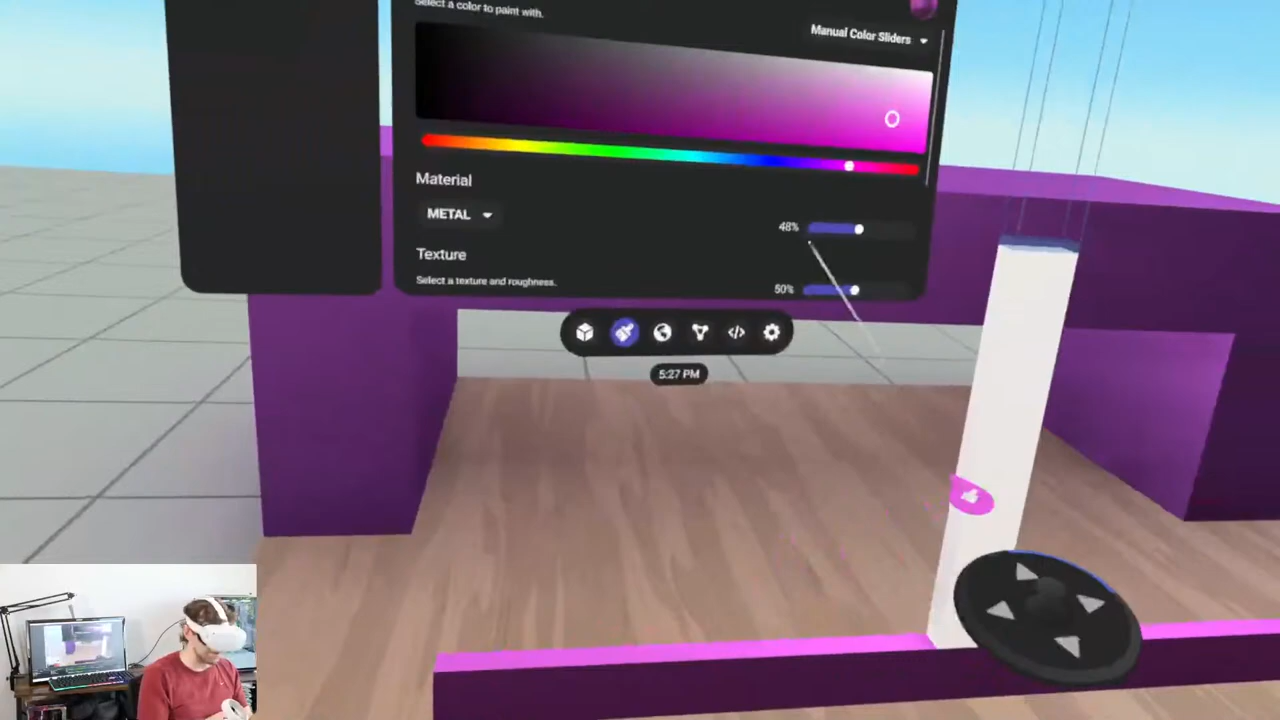 Select a color to paint with.
Manual Color Sliders
Material
METAL
48%
Texture
Select a texture and roughness.
50%
5:27 PM